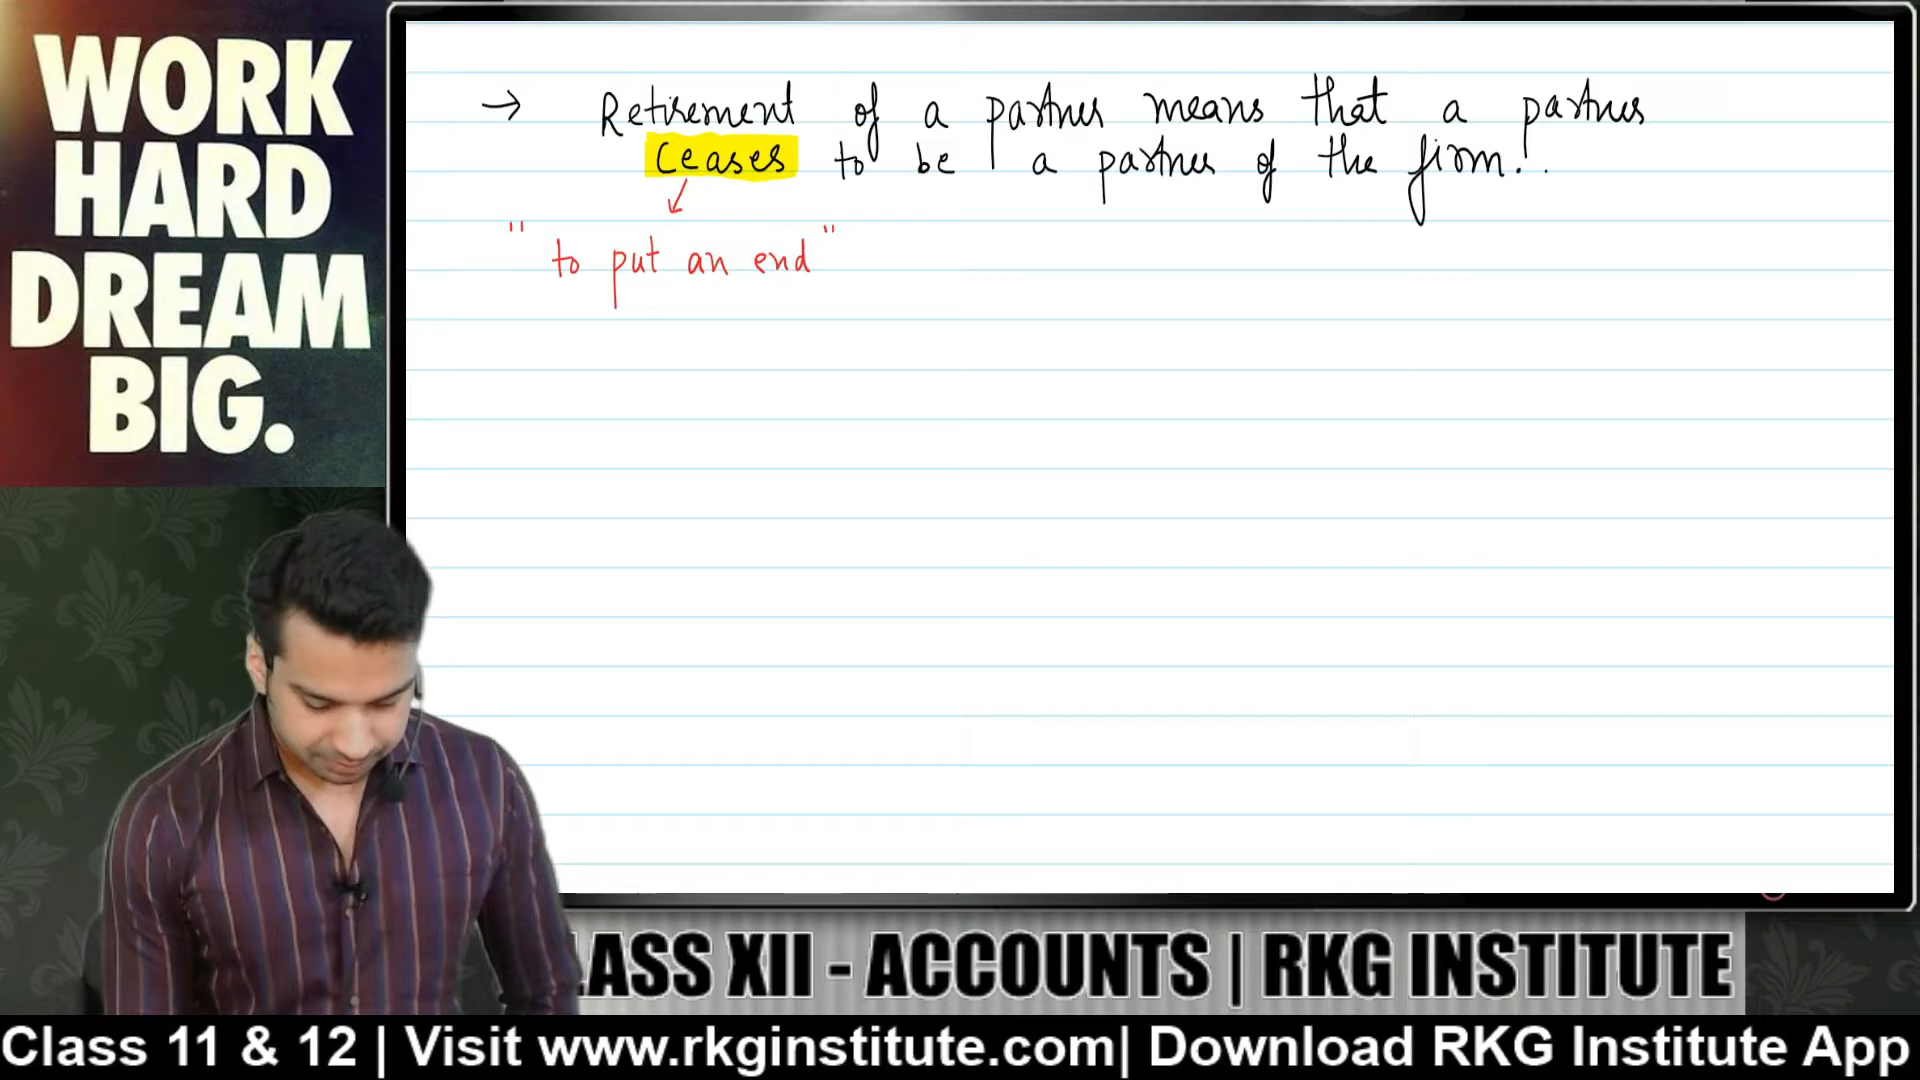 WORK
HARD
DREAM
BIG.
→ Retirement of a partner means that a partner
ceases to be a partner of the firm.
"to put an end"
LASS XII - ACCOUNTS | RKG INSTITUTE
Class 11 & 12 | Visit www.rkginstitute.com| Download RKG Institute App